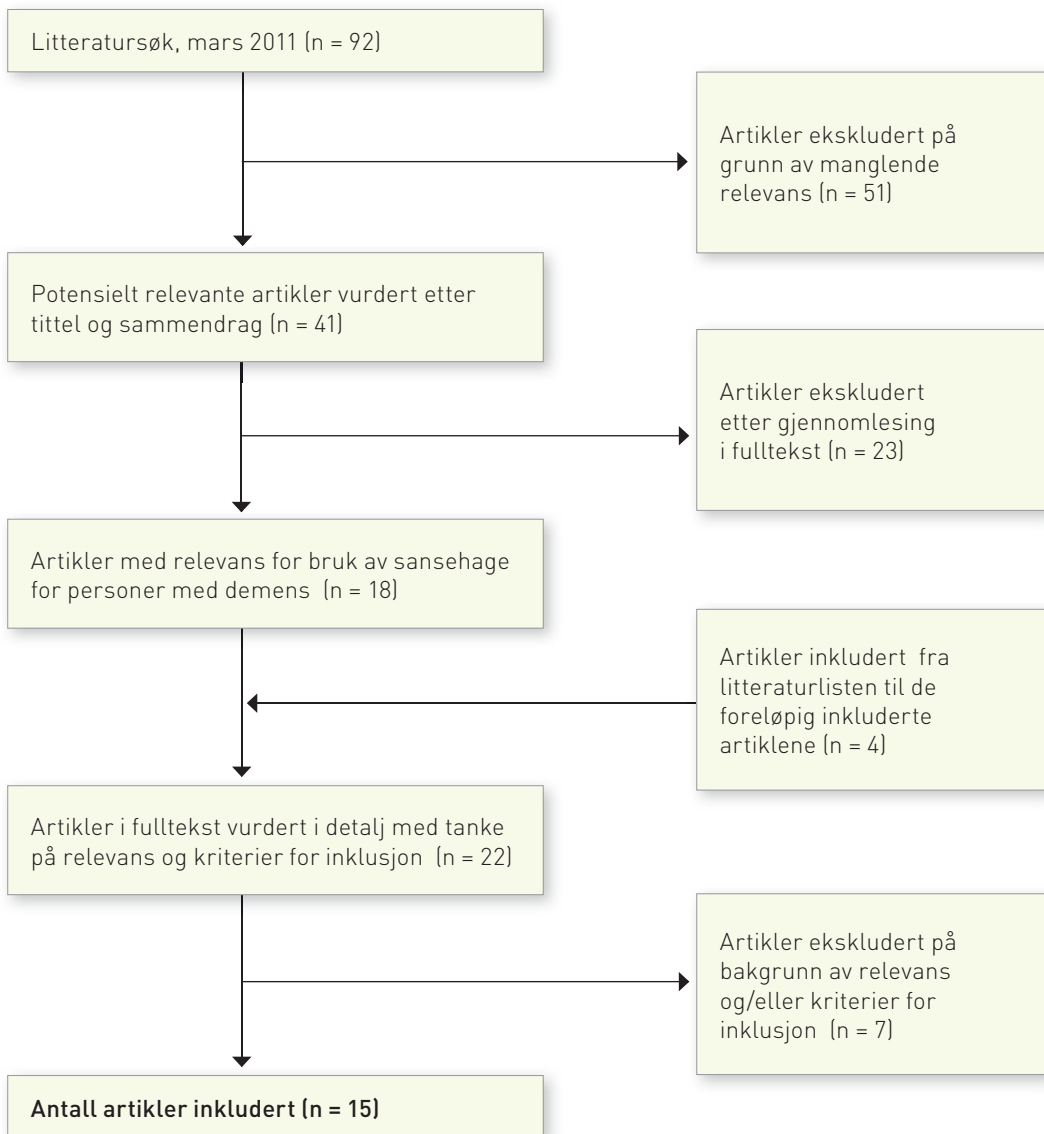 Litteratursøk, mars 2011 (n = 92)
Artikler ekskludert på
grunn av manglende
relevans (n = 51)
Potensielt relevante artikler vurdert etter
tittel og sammendrag (n = 41)
Artikler ekskludert
etter gjennomlesing
i fulltekst (n = 23)
Artikler med relevans for bruk av sansehage
for personer med demens (n = 18)
Artikler inkludert fra
litteraturlisten til de
foreløpig inkluderte
artiklene (n = 4)
Artikler i fulltekst vurdert i detalj med tanke
på relevans og kriterier for inklusjon (n = 22)
Artikler ekskludert på
bakgrunn av relevans
og/eller kriterier for
inklusjon (n = 7)
Antall artikler inkludert (n = 15)